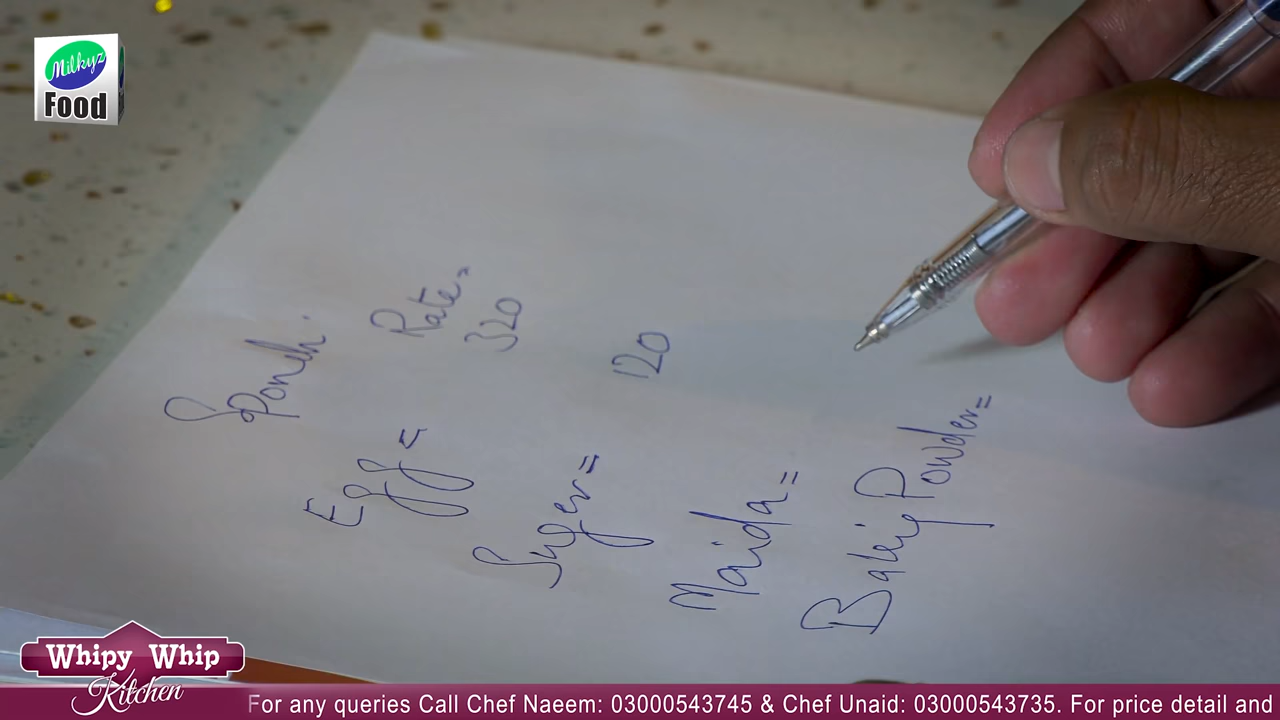 Milkyz
Food
Sponch.
Rate=
Egg= 320
Suger= 120
Maida=
Bakig Powder=
Whipy Whip
Kitchen
For any queries Call Chef Naeem: 03000543745 & Chef Unaid: 03000543735. For price detail and